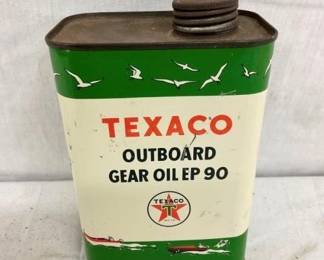 TEXACO
OUTBOARD
GEAR OIL EP 90
TEXACO
T